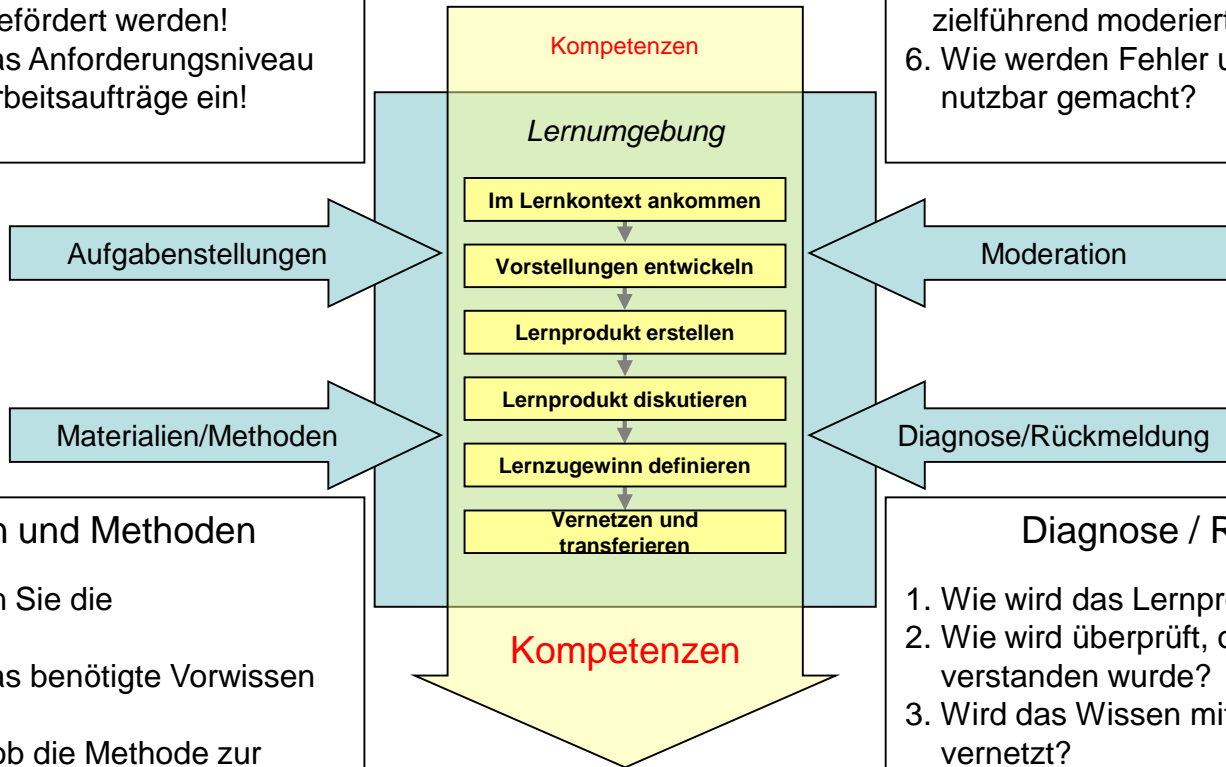 efördert werden!
as Anforderungsniveau
rbeitsaufträge ein!
Kompetenzen
zielführend moderiert
6. Wie werden Fehler u
nutzbar gemacht?
Lernumgebung
Im Lernkontext ankommen
Vorstellungen entwickeln
Lernprodukt erstellen
Lernprodukt diskutieren
Lernzugewinn definieren
Vernetzen und
transferieren
Aufgabenstellungen
Moderation
Materialien/Methoden
Diagnose/Rückmeldung
n und Methoden
n Sie die
as benötigte Vorwissen
ob die Methode zur
Kompetenzen
Diagnose / R
1. Wie wird das Lernpro
2. Wie wird überprüft, o
verstanden wurde?
3. Wird das Wissen mit
vernetzt?